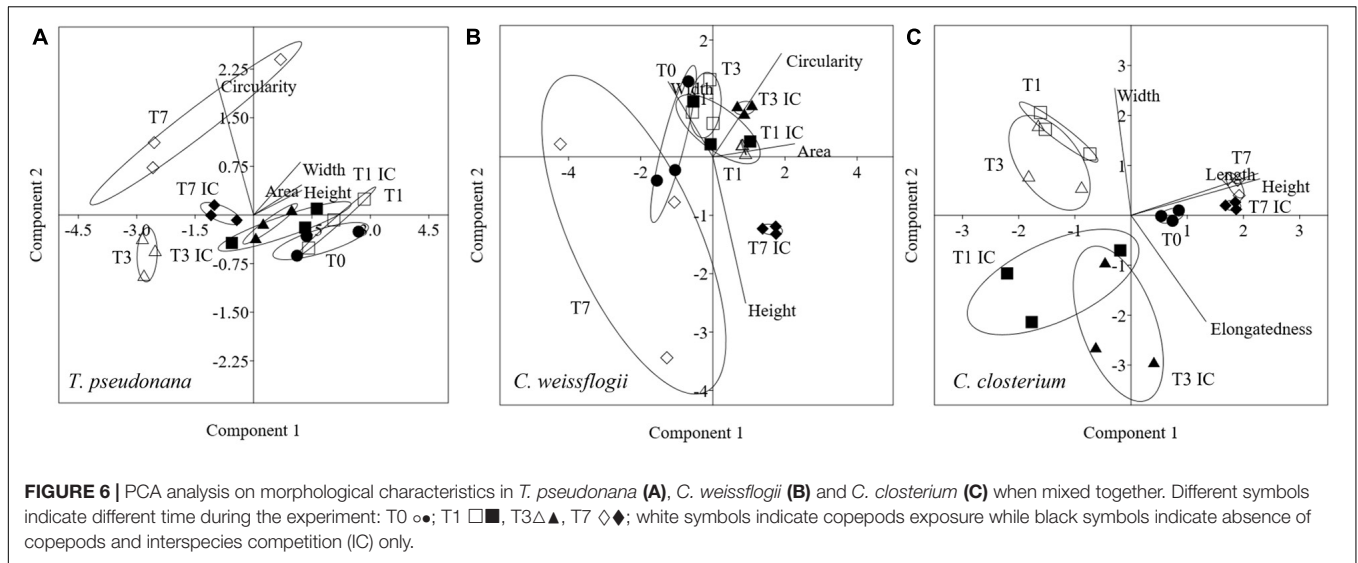 A
B
C
Component 2
2.25
1.50
0.75
-0.75
-1.50
-2.25
-4.5
-3.0
-1.5
3.0
4.5
Circularity
T7
Width
T1 IC
Area
Height
T1
T7 IC
T3
T3 IC
T0
T. pseudonana
Component 1
Component 2
2
-1
-2
-3
-4
-4
-2
2
4
T0
T3
Width
Circularity
T3 IC
T1 IC
Area
T1
T7 IC
T7
Height
C. weissflogii
Component 1
Component 2
3
2
1
-1
-2
-3
-3
-2
-1
1
2
3
T1
Width
T3
T7
Length
Height
T7 IC
T0
T1 IC
Elongatedness
T3 IC
C. closterium
Component 1
FIGURE 6 | PCA analysis on morphological characteristics in T. pseudonana (A), C. weissflogii (B) and C. closterium (C) when mixed together. Different symbols
indicate different time during the experiment: T0 ○●; T1 □■, T3△▲, T7 ◇◆; white symbols indicate copepods exposure while black symbols indicate absence of
copepods and interspecies competition (IC) only.